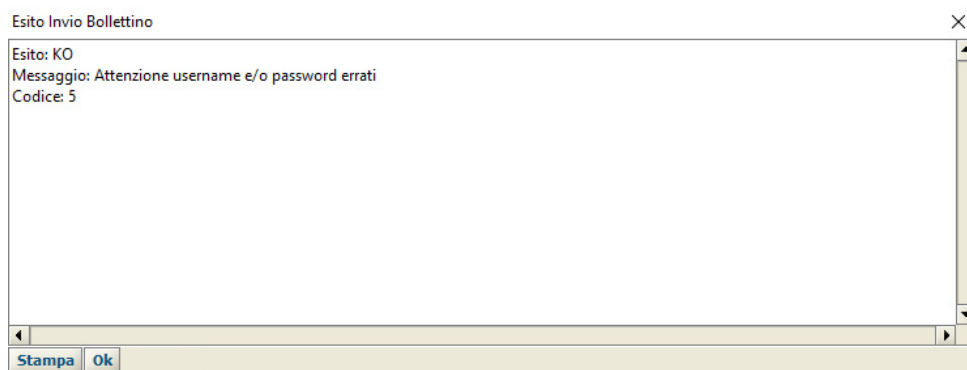 Esito Invio Bollettino
Esito: KO
Messaggio: Attenzione username e/o password errati
Codice: 5
Stampa Ok